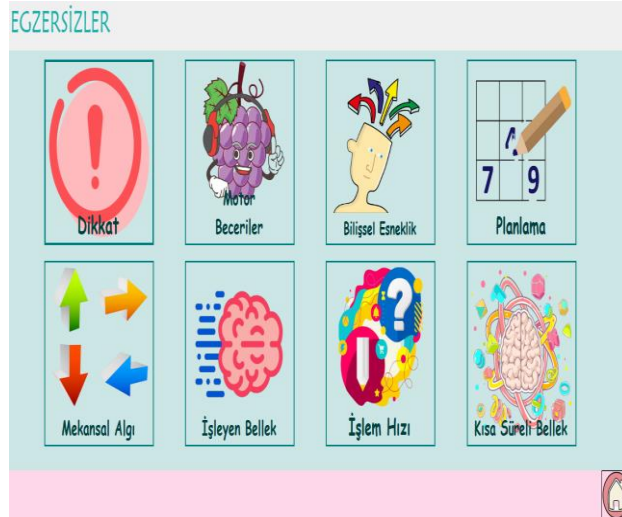 EGZERSİZLER
Dikkat
Motor
Beceriler
Bilişsel Esneklik
7 9
Planlama
Mekansal Algı
İşleyen Bellek
İşlem Hızı
Kısa Süreli Bellek